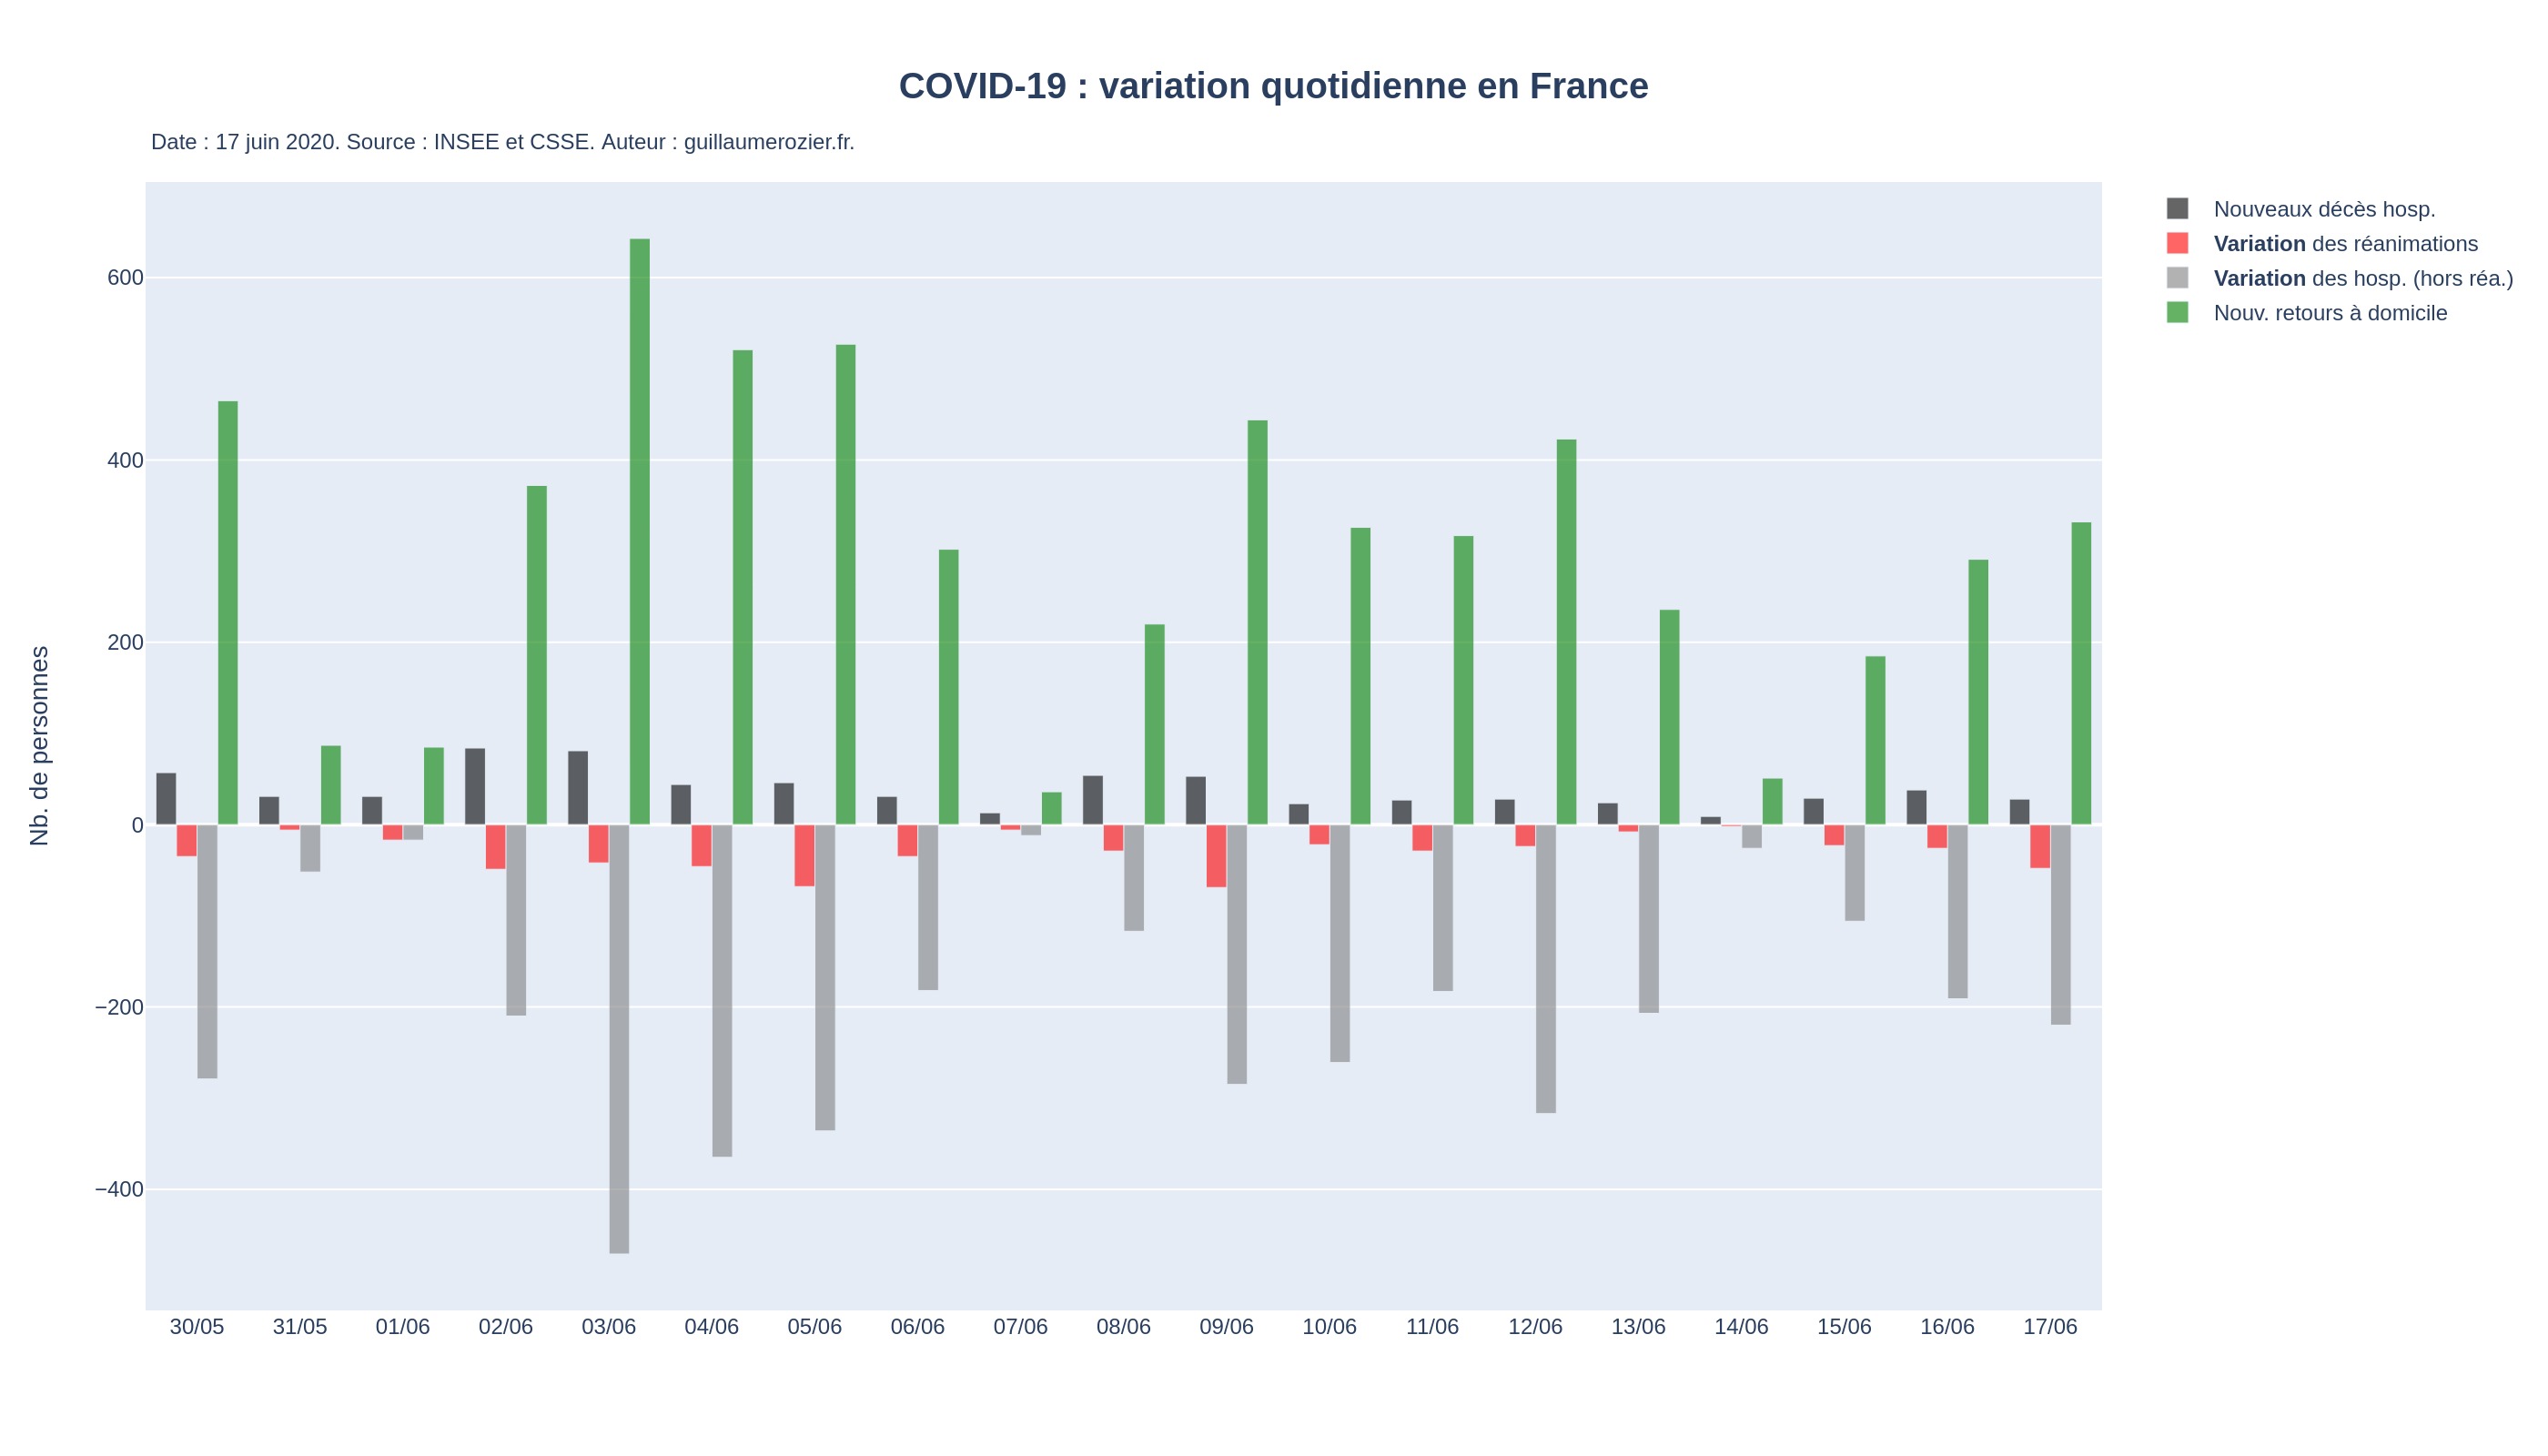 COVID-19 : variation quotidienne en France
Date : 17 juin 2020. Source : INSEE et CSSE. Auteur : guillaumerozier.fr.
Nouveaux décès hosp.
Variation des réanimations
Variation des hosp. (hors réa.)
Nouv. retours à domicile
Nb. de personnes
600
400
200
0
−200
−400
30/05 31/05 01/06 02/06 03/06 04/06 05/06 06/06 07/06 08/06 09/06 10/06 11/06 12/06 13/06 14/06 15/06 16/06 17/06